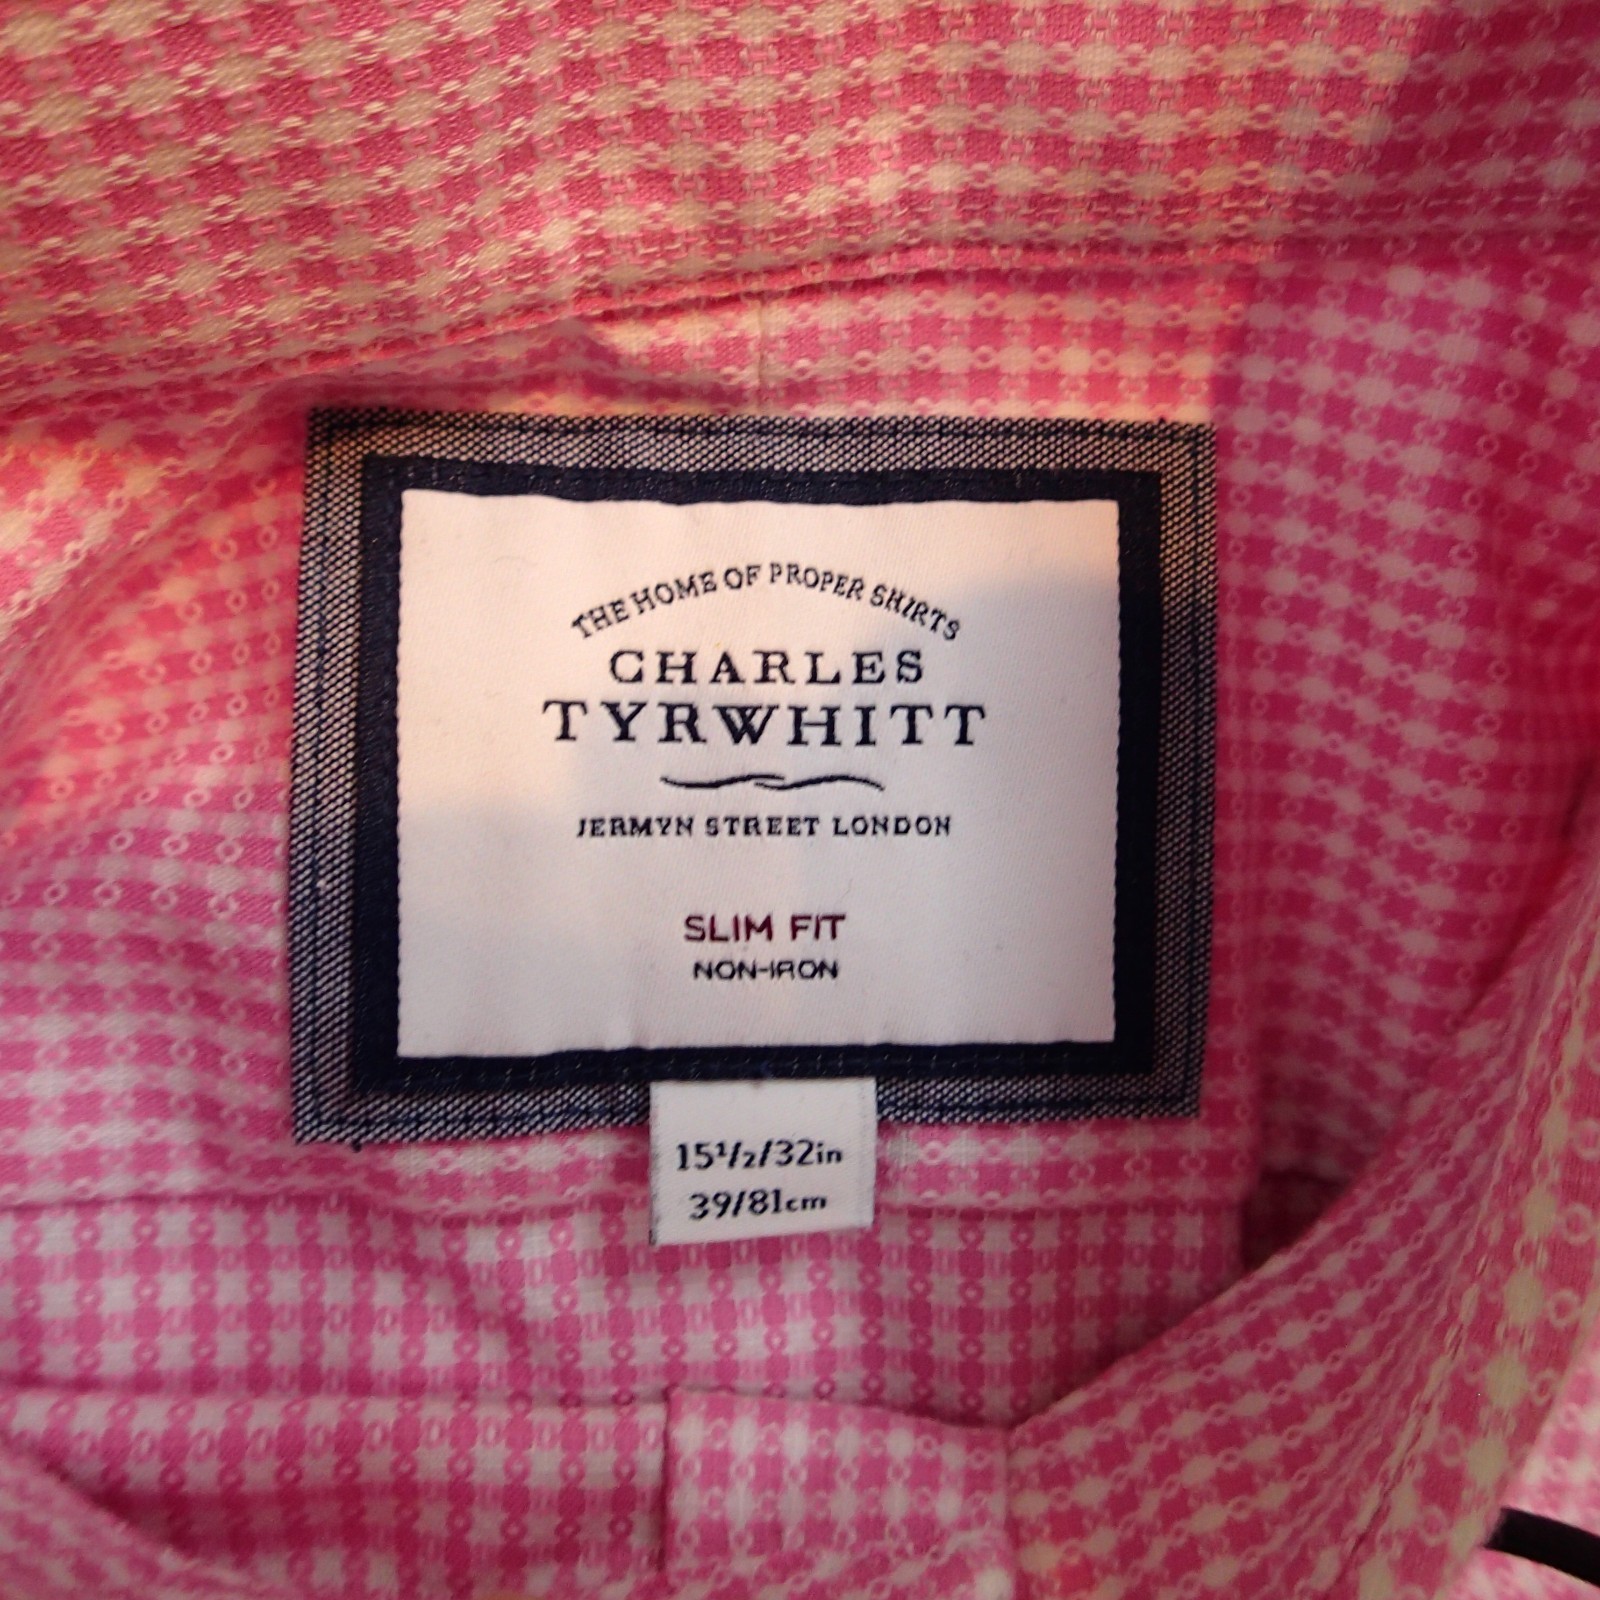 THE HOME OF PROPER SHIRTS
CHARLES
TYRWHITT
JERMYN STREET LONDON
SLIM FIT
NON-IRON
15½/32in
39/81cm